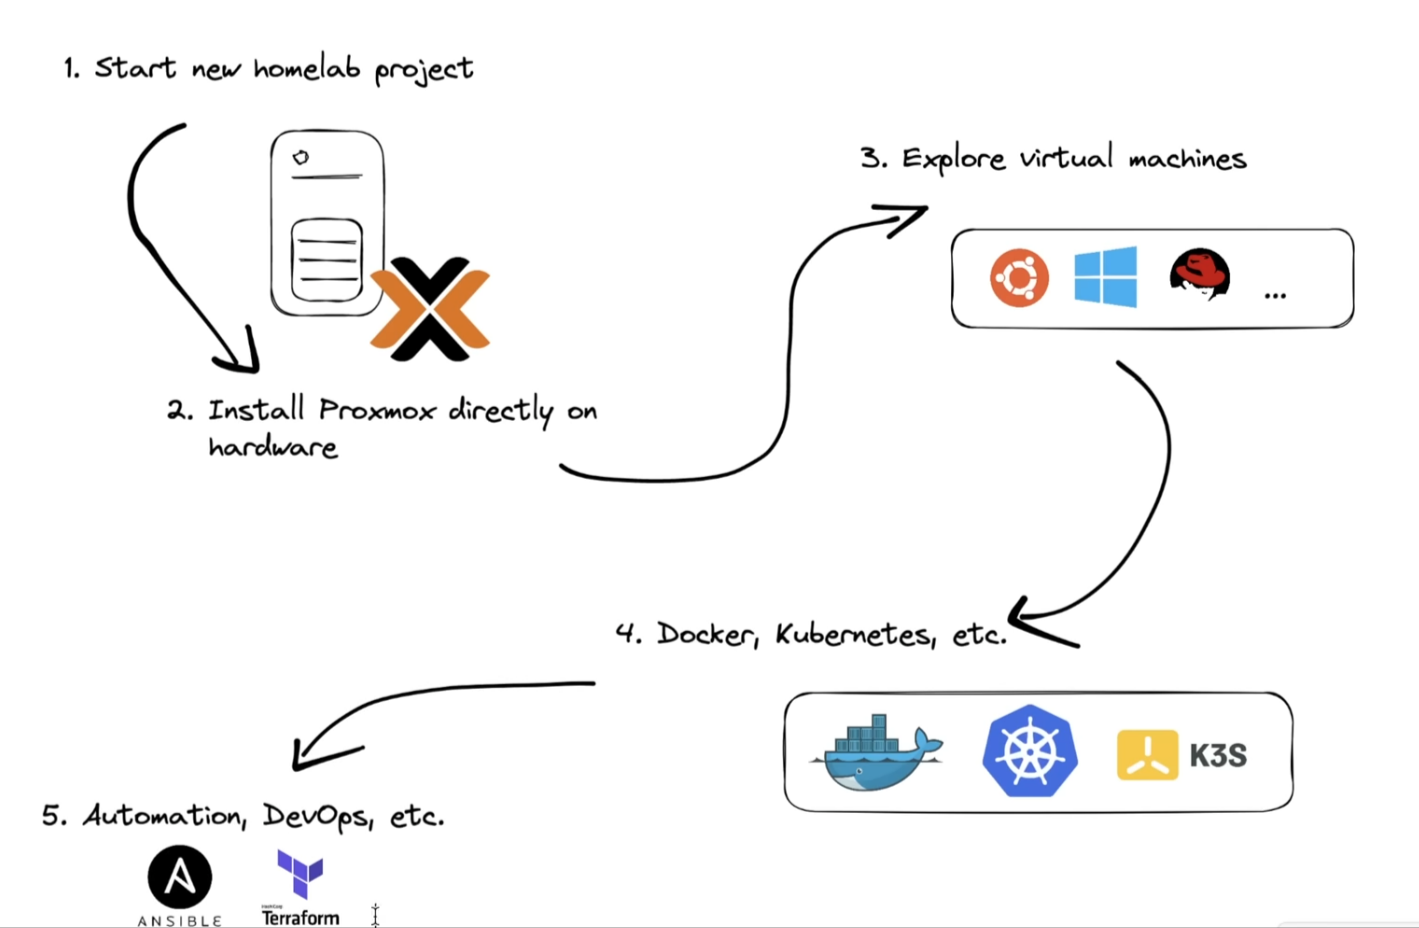 1. Start new homelab project
2. Install Proxmox directly on
hardware
3. Explore virtual machines
...
4. Docker, Kubernetes, etc.
K3S
5. Automation, DevOps, etc.
ANSIBLE
HashiCorp
Terraform